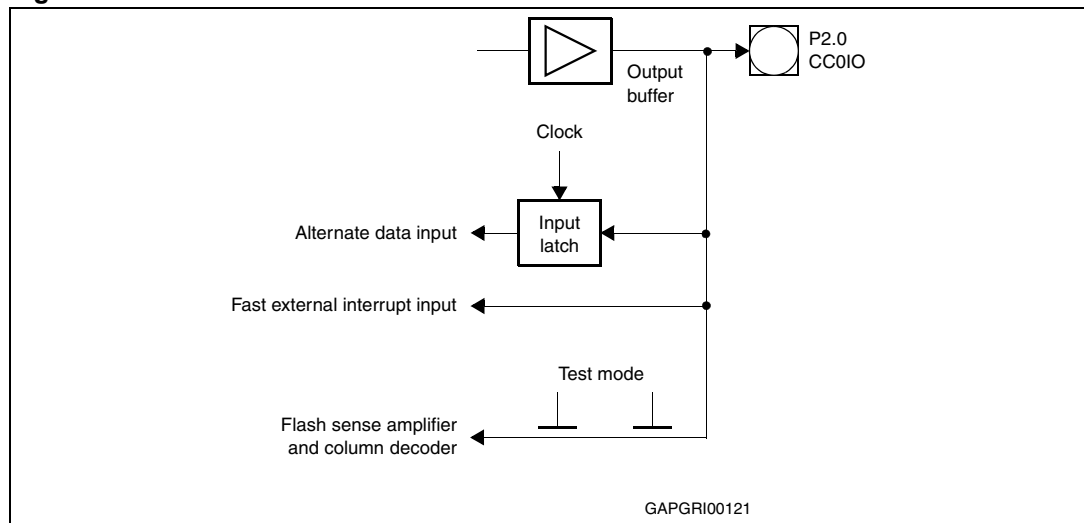 P2.0
CC0IO
Output
buffer
Clock
Input
latch
Alternate data input
Fast external interrupt input
Test mode
Flash sense amplifier
and column decoder
GAPGRI00121